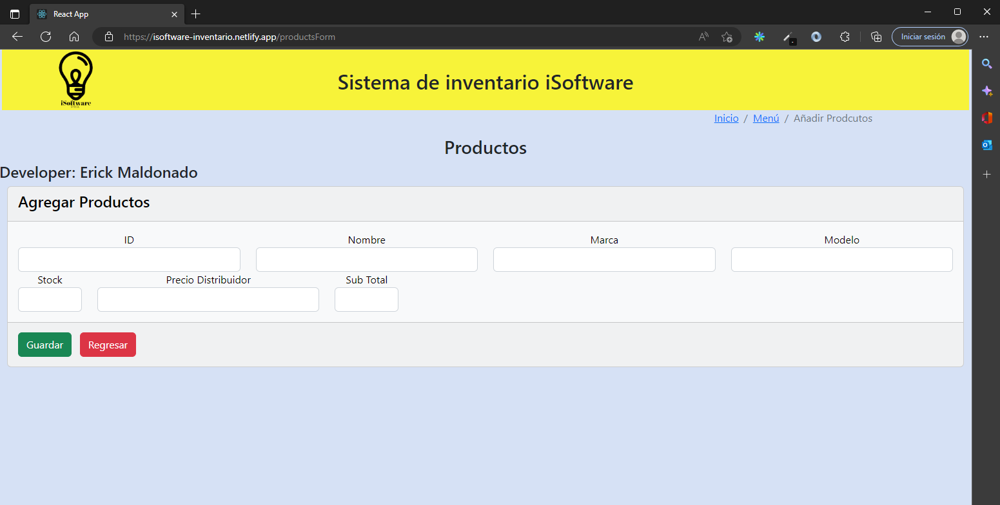 React App
https://isoftware-inventario.netlify.app/productsForm
Iniciar sesión
iSoftware
Sistema de inventario iSoftware
Inicio / Menú / Añadir Prodcutos
Productos
Developer: Erick Maldonado
Agregar Productos
ID Nombre Marca Modelo
Stock Precio Distribuidor Sub Total
Guardar Regresar